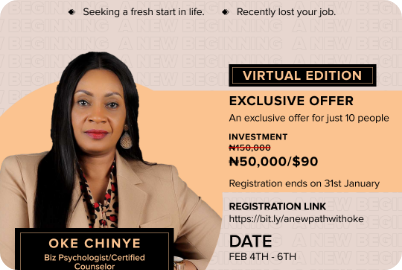 Seeking a fresh start in life. Recently lost your job.
VIRTUAL EDITION
EXCLUSIVE OFFER
An exclusive offer for just 10 people
INVESTMENT
₦150,000
₦50,000/$90
Registration ends on 31st January
REGISTRATION LINK
https://bit.ly/anewpathwithoke
DATE
FEB 4TH - 6TH
OKE CHINYE
Biz Psychologist/Certified
Counselor